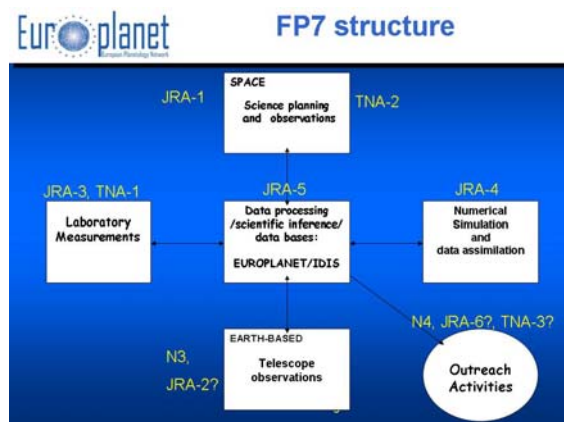 Europlanet
European Planetology Network
FP7 structure
JRA-1
SPACE
Science planning
and observations
TNA-2
JRA-3, TNA-1
JRA-5
JRA-4
Laboratory
Measurements
Data processing
/scientific inference/
data bases:
EUROPLANET/IDIS
Numerical
Simulation
and
data assimilation
N4, JRA-6?, TNA-3?
N3,
JRA-2?
EARTH-BASED
Telescope
observations
Outreach
Activities